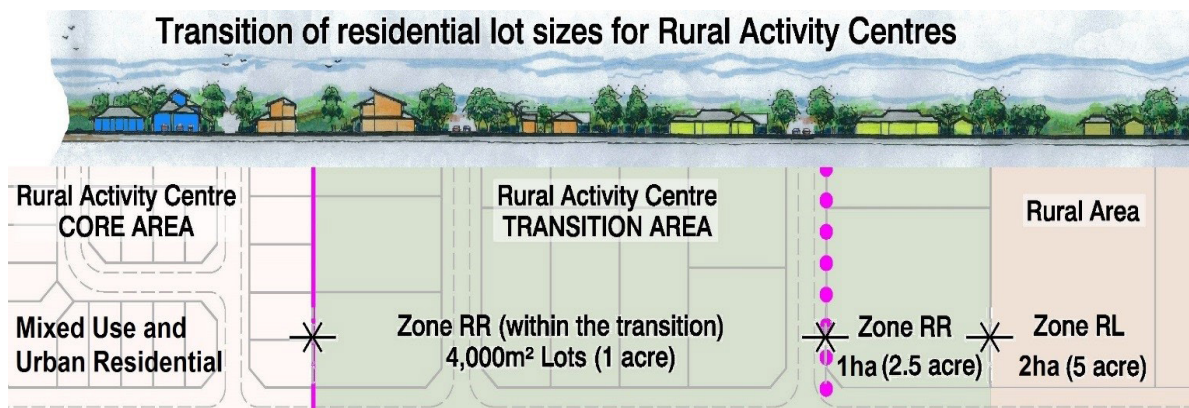 Transition of residential lot sizes for Rural Activity Centres
Rural Activity Centre
CORE AREA
Rural Activity Centre
TRANSITION AREA
Rural Area
Mixed Use and
Urban Residential
Zone RR (within the transition)
4,000m² Lots (1 acre)
Zone RR
1ha (2.5 acre)
Zone RL
2ha (5 acre)